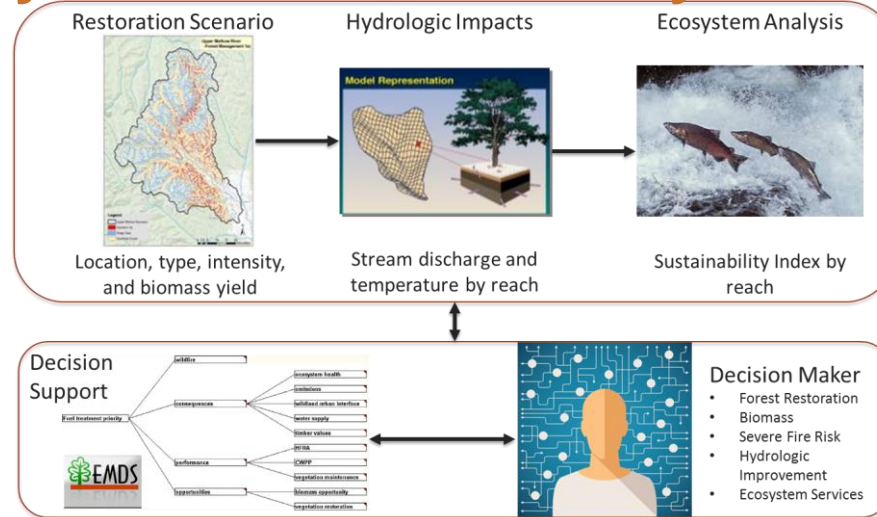 Restoration Scenario
Hydrologic Impacts
Ecosystem Analysis
Model Representation
Legend
Location, type, intensity,
and biomass yield
Stream discharge and
temperature by reach
Sustainability Index by
reach
Decision
Support
Fuel treatment priority
wildfire
consequences
performance
opportunities
ecosystem health
emissions
wildland urban interface
water supply
timber values
HFRA
CWPP
vegetation maintenance
biomass opportunity
vegetation restoration
EMDS
Decision Maker
• Forest Restoration
• Biomass
• Severe Fire Risk
• Hydrologic
Improvement
• Ecosystem Services